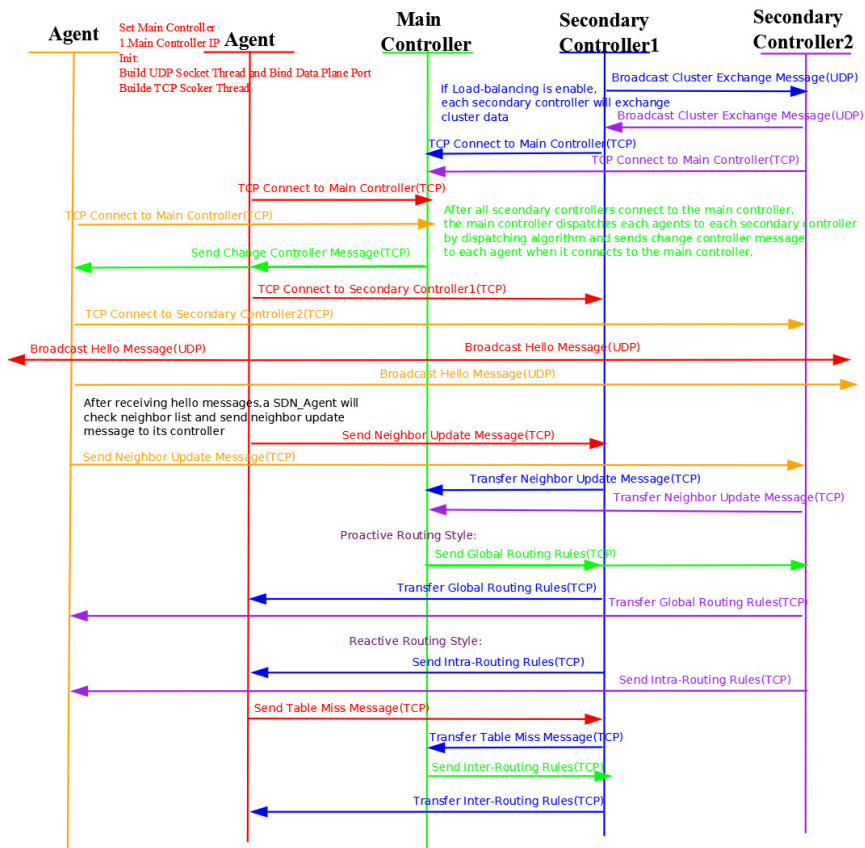 Agent
Set Main Controller
1.Main Controller IP
Init:
Build UDP Socket Thread and Bind Data Plane Port
Builde TCP Scoker Thread
Agent
Main
Controller
Secondary
Controller1
Secondary
Controller2
Broadcast Cluster Exchange Message(UDP)
If Load-balancing is enable,
each secondary controller will exchange
cluster data
Broadcast Cluster Exchange Message(UDP)
TCP Connect to Main Controller(TCP)
TCP Connect to Main Controller(TCP)
TCP Connect to Main Controller(TCP)
TCP Connect to Main Controller(TCP)
After all sceondary controllers connect to the main controller,
the main controller dispatches each agents to each secondary controller
by dispatching algorithm and sends change controller message
to each agent when it connects to the main controller.
Send Change Controller Message(TCP)
TCP Connect to Secondary Controller1(TCP)
TCP Connect to Secondary Controller2(TCP)
Broadcast Hello Message(UDP)
Broadcast Hello Message(UDP)
Broadcast Hello Message(UDP)
After receiving hello messages,a SDN_Agent will
check neighbor list and send neighbor update
message to its controller
Send Neighbor Update Message(TCP)
Send Neighbor Update Message(TCP)
Transfer Neighbor Update Message(TCP)
Transfer Neighbor Update Message(TCP)
Proactive Routing Style:
Send Global Routing Rules(TCP)
Transfer Global Routing Rules(TCP)
Transfer Global Routing Rules(TCP)
Reactive Routing Style:
Send Intra-Routing Rules(TCP)
Send Intra-Routing Rules(TCP)
Send Table Miss Message(TCP)
Transfer Table Miss Message(TCP)
Send Inter-Routing Rules(TCP)
Transfer Inter-Routing Rules(TCP)